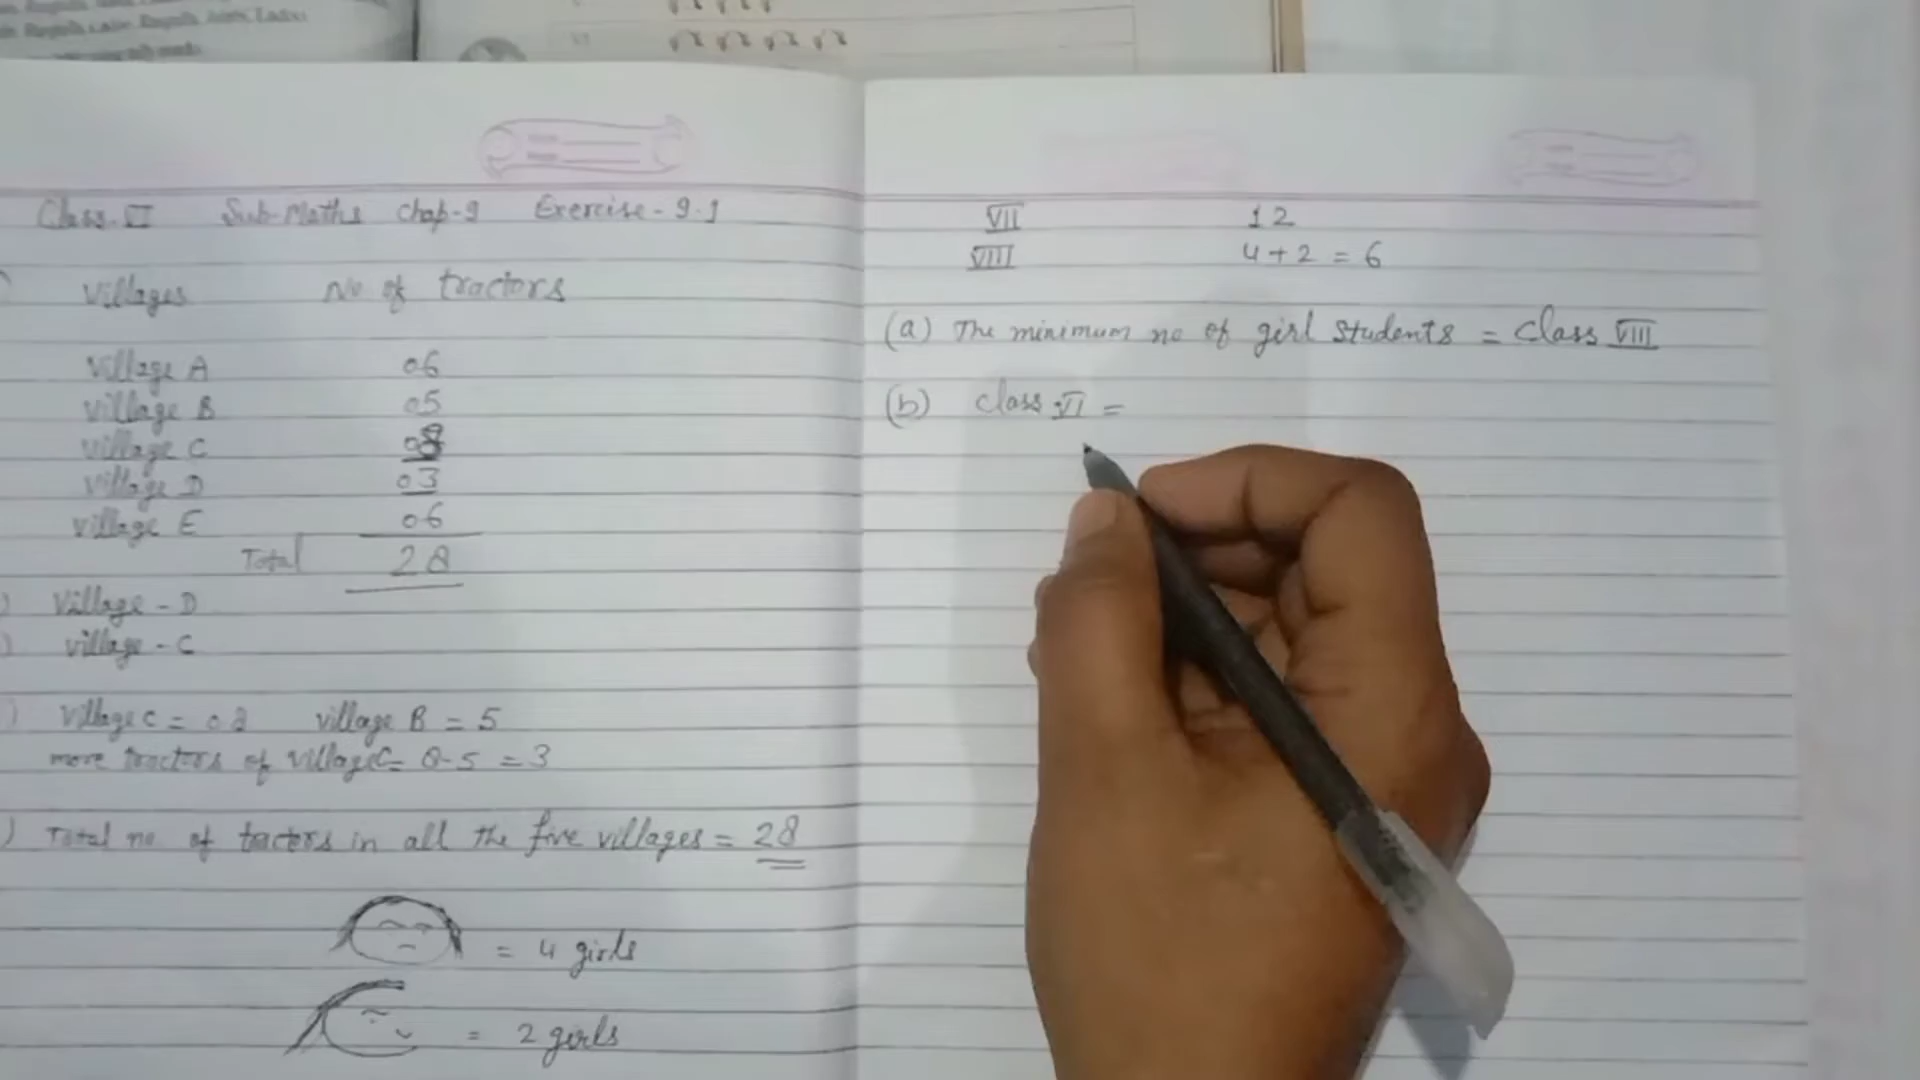 Class-VI Sub-Maths Chap-9 Exercise-9.1
Villages No of tractors
Village A 06
Village B 05
Village C 08
Village D 03
Village E 06
Total 28
Village - D
Village - C
Village C = 08 Village B = 5
more tractors of village C = 8-5 = 3
Total no of tracters in all the five villages = 28
= 4 girls
= 2 girls
VII 12
VIII 4+2 = 6
(a) The minimum no of girl students = Class VIII
(b) Class VI =